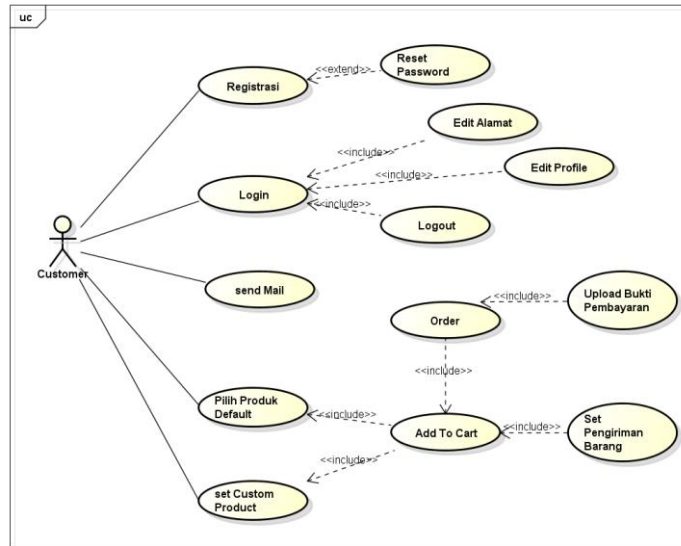 uc
Registrasi
<<extend>>
Reset
Password
Edit Alamat
<<include>>
Edit Profile
<<include>>
Login
<<include>>
Logout
Customer
send Mail
Order
<<include>>
Upload Bukti
Pembayaran
<<include>>
Pilih Produk
Default
<<include>>
Add To Cart
<<include>>
Set
Pengiriman
Barang
<<include>>
set Custom
Product